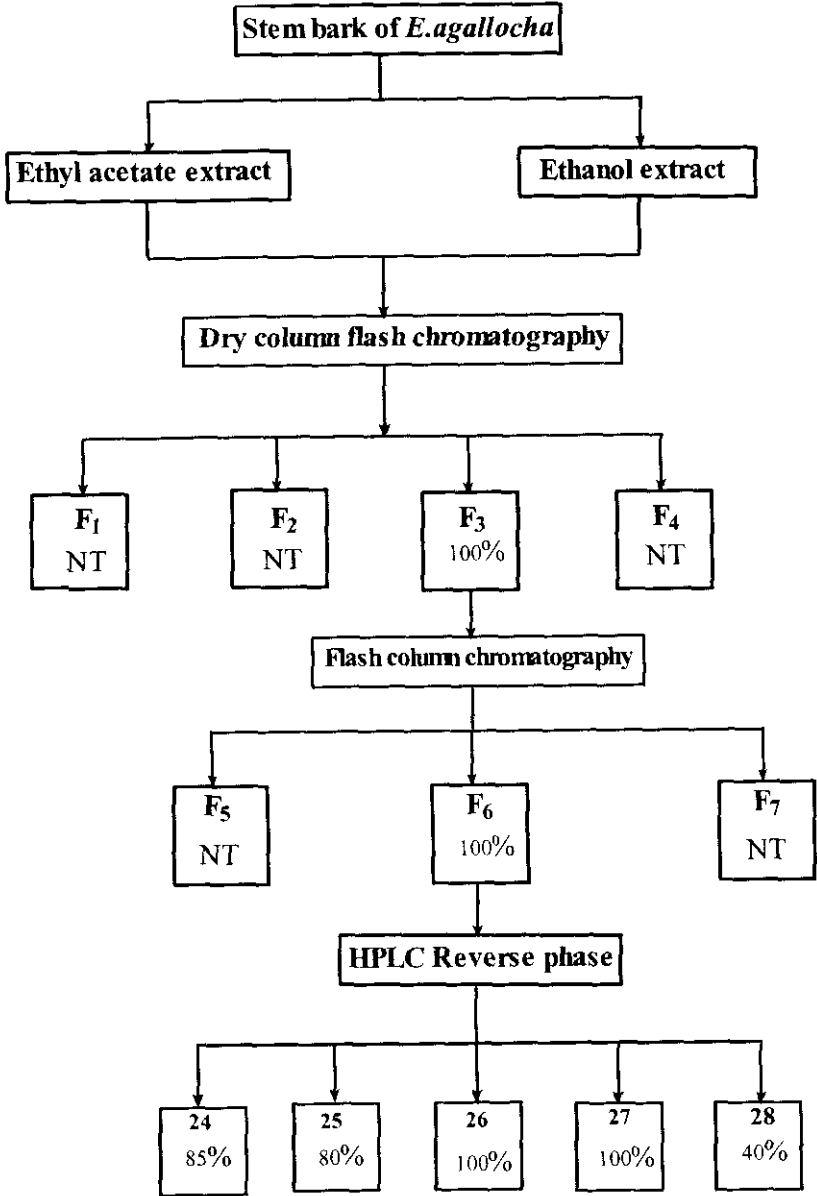 Stem bark of E.agallocha
Ethyl acetate extract
Ethanol extract
Dry column flash chromatography
F1
NT
F2
NT
F3
100%
F4
NT
Flash column chromatography
F5
NT
F6
100%
F7
NT
HPLC Reverse phase
24
85%
25
80%
26
100%
27
100%
28
40%